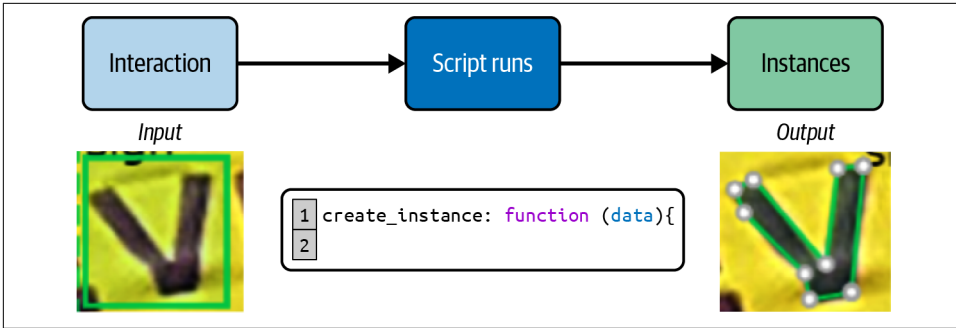 Interaction
Script runs
Instances
Input
Output
1 create_instance: function (data){
2
V
V